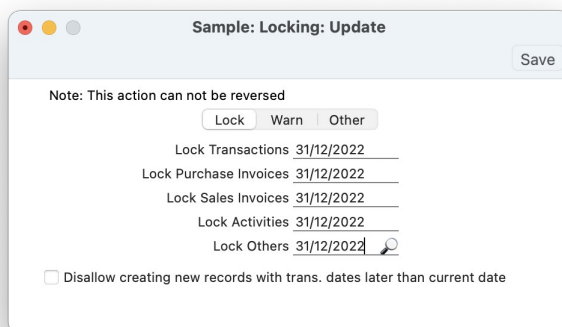 Sample: Locking: Update
Save
Note: This action can not be reversed
Lock Warn Other
Lock Transactions 31/12/2022
Lock Purchase Invoices 31/12/2022
Lock Sales Invoices 31/12/2022
Lock Activities 31/12/2022
Lock Others 31/12/2022
Disallow creating new records with trans. dates later than current date